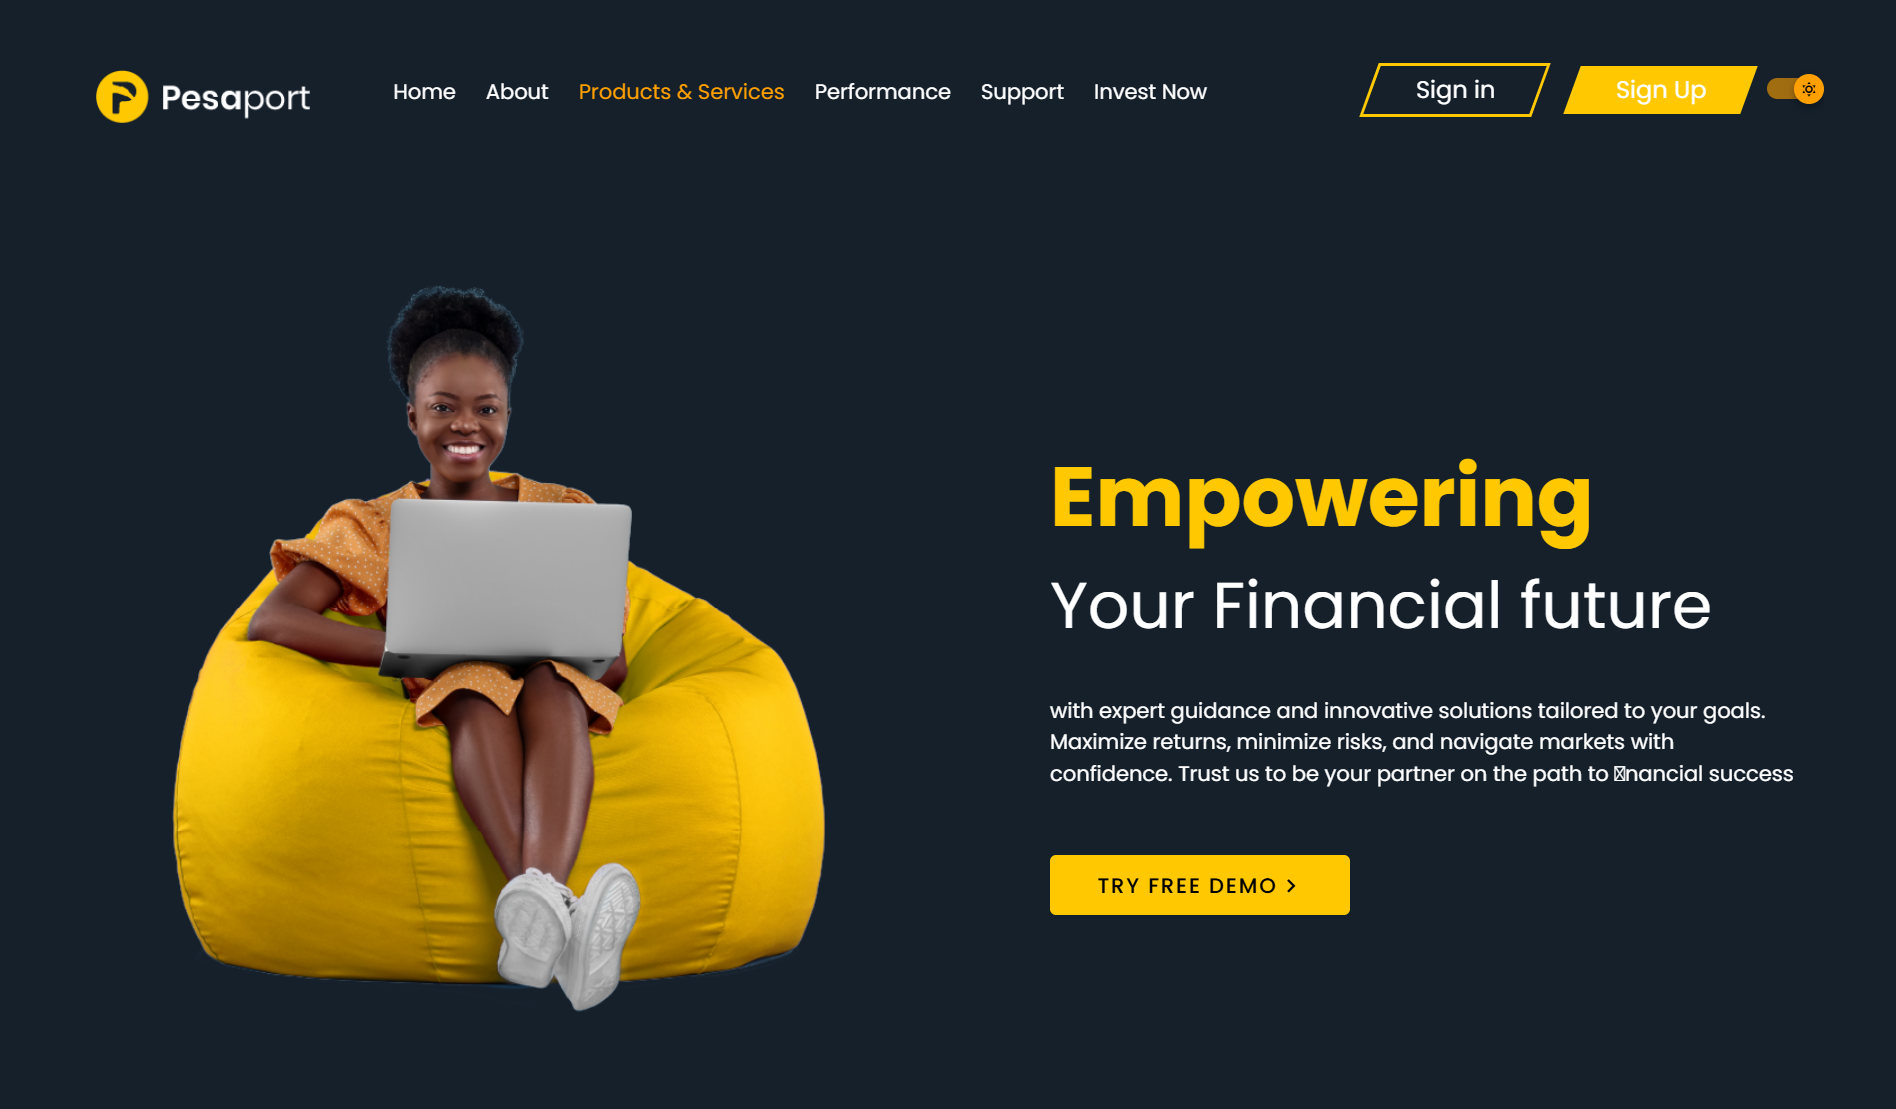 Pesaport
Home About Products & Services Performance Support Invest Now
Sign in
Sign Up
Empowering
Your Financial future
with expert guidance and innovative solutions tailored to your goals.
Maximize returns, minimize risks, and navigate markets with
confidence. Trust us to be your partner on the path to �nancial success
TRY FREE DEMO